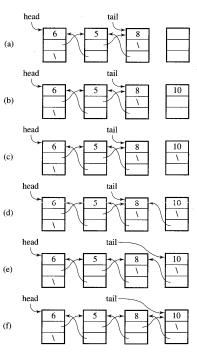 head tail
(a) 6 5 8
\ \
head tail
(b) 6 5 8 10
\ \
head tail
(c) 6 5 8 10
\ \ \
head tail
(d) 6 5 8 10
\ \ \
head tail
(e) 6 5 8 10
\ \ \
head tail
(f) 6 5 8 10
\ \